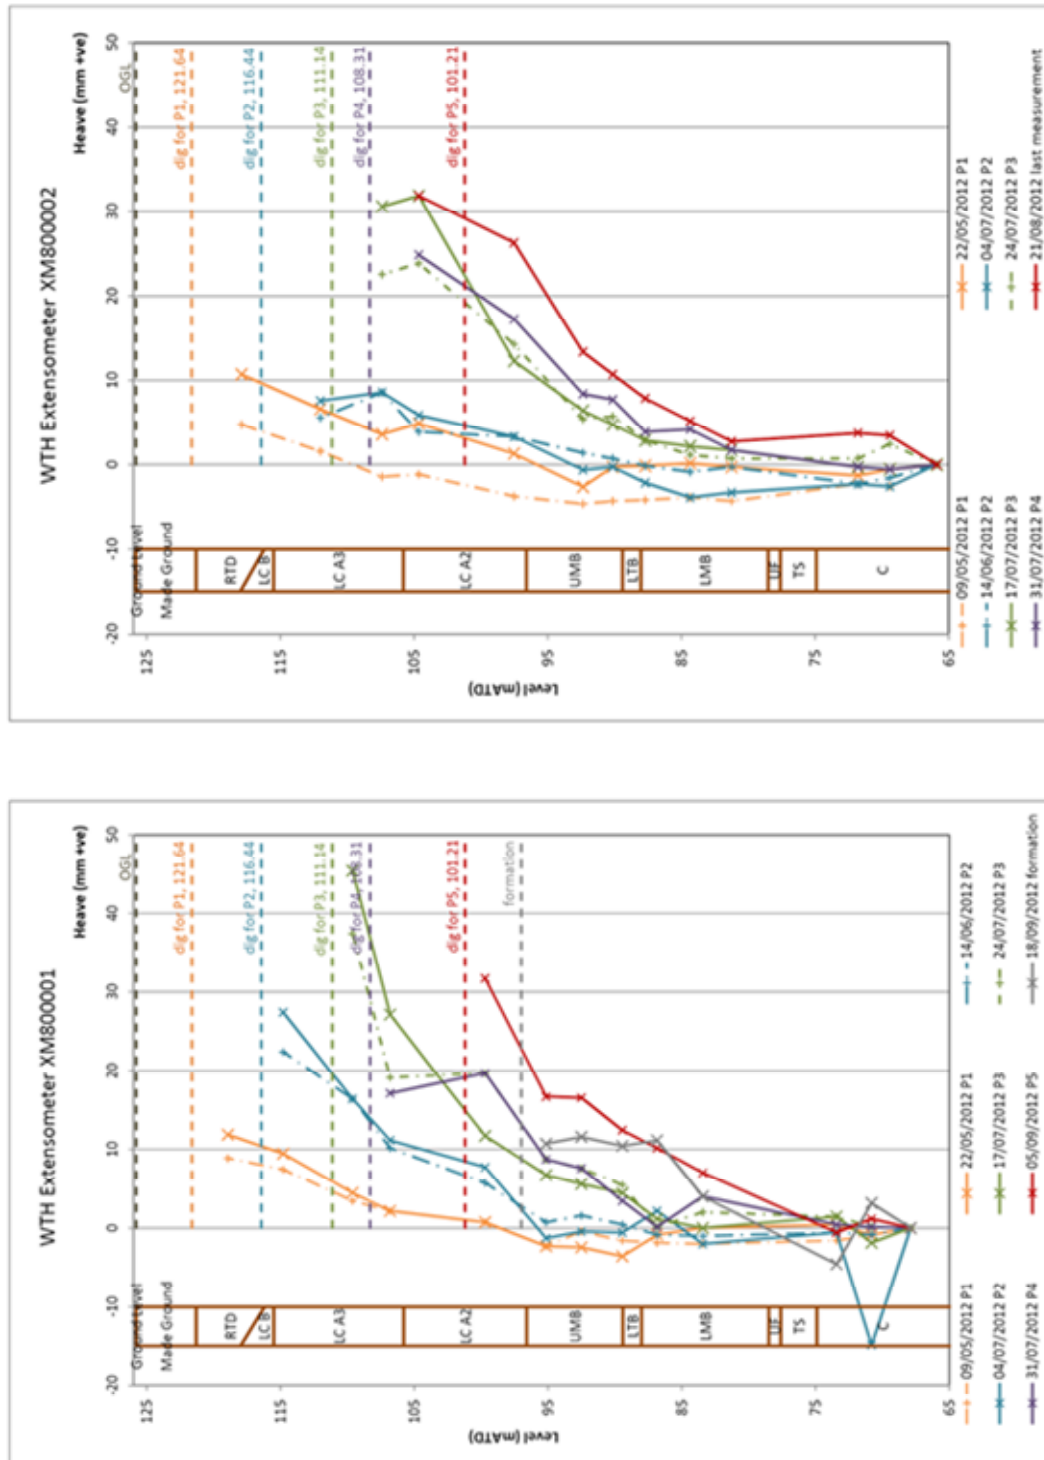 WTH Extensometer XM800001
Heave (mm +ve)
-20
-10
0
10
20
30
40
50
Level (mATD)
125
115
105
95
85
75
65
Ground Level
Made Ground
RTD
LC B
LC A3
LC A2
UMB
LTB
LMB
UF
TS
C
OGL
dig for P1, 121.64
dig for P2, 116.44
dig for P3, 111.14
dig for P4, 108.31
dig for P5, 101.21
formation
09/05/2012 P1
22/05/2012 P1
14/06/2012 P2
04/07/2012 P2
17/07/2012 P3
24/07/2012 P3
31/07/2012 P4
05/09/2012 P5
18/09/2012 formation
WTH Extensometer XM800002
Heave (mm +ve)
-20
-10
0
10
20
30
40
50
Level (mATD)
125
115
105
95
85
75
65
Ground Level
Made Ground
RTD
LC B
LC A3
LC A2
UMB
LTB
LMB
UF
TS
C
OGL
dig for P1, 121.64
dig for P2, 116.44
dig for P3, 111.14
dig for P4, 108.31
dig for P5, 101.21
09/05/2012 P1
22/05/2012 P1
14/06/2012 P2
04/07/2012 P2
17/07/2012 P3
24/07/2012 P3
31/07/2012 P4
21/08/2012 last measurement